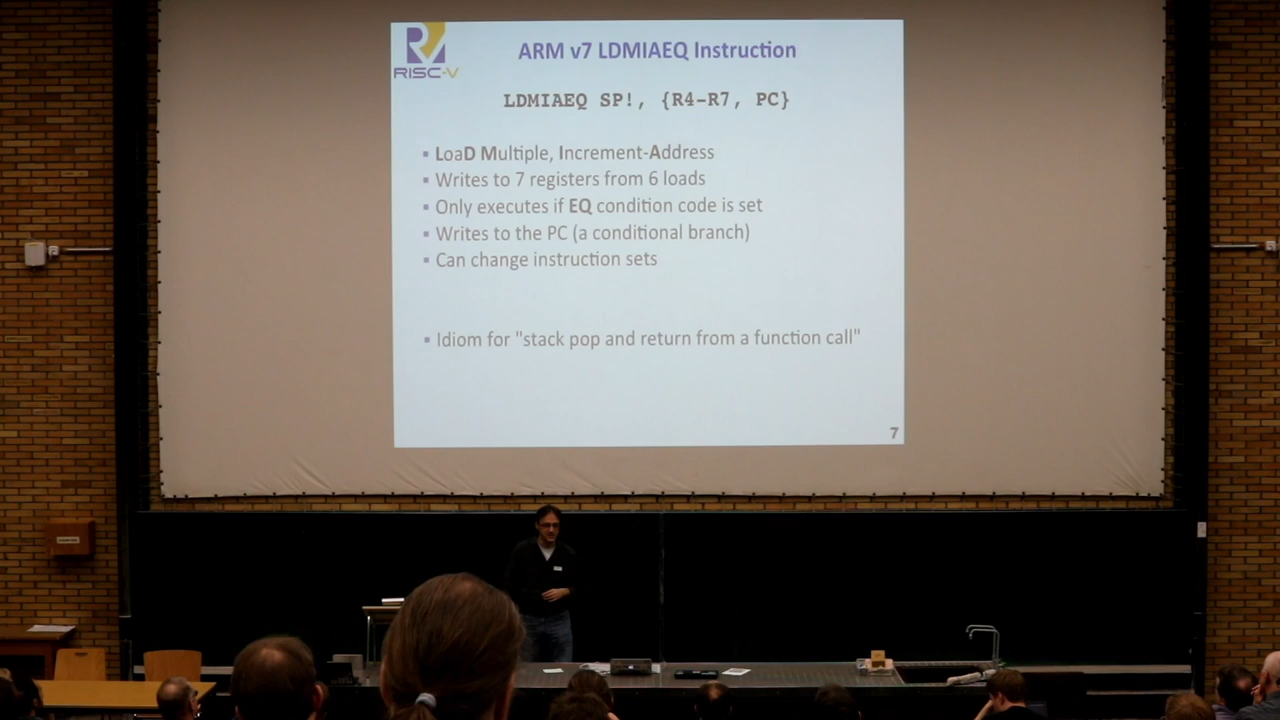 RISC-V
ARM v7 LDMIAEQ Instruction
LDMIAEQ SP!, {R4-R7, PC}
▪ LoaD Multiple, Increment-Address
▪ Writes to 7 registers from 6 loads
▪ Only executes if EQ condition code is set
▪ Writes to the PC (a conditional branch)
▪ Can change instruction sets
▪ Idiom for "stack pop and return from a function call"
7